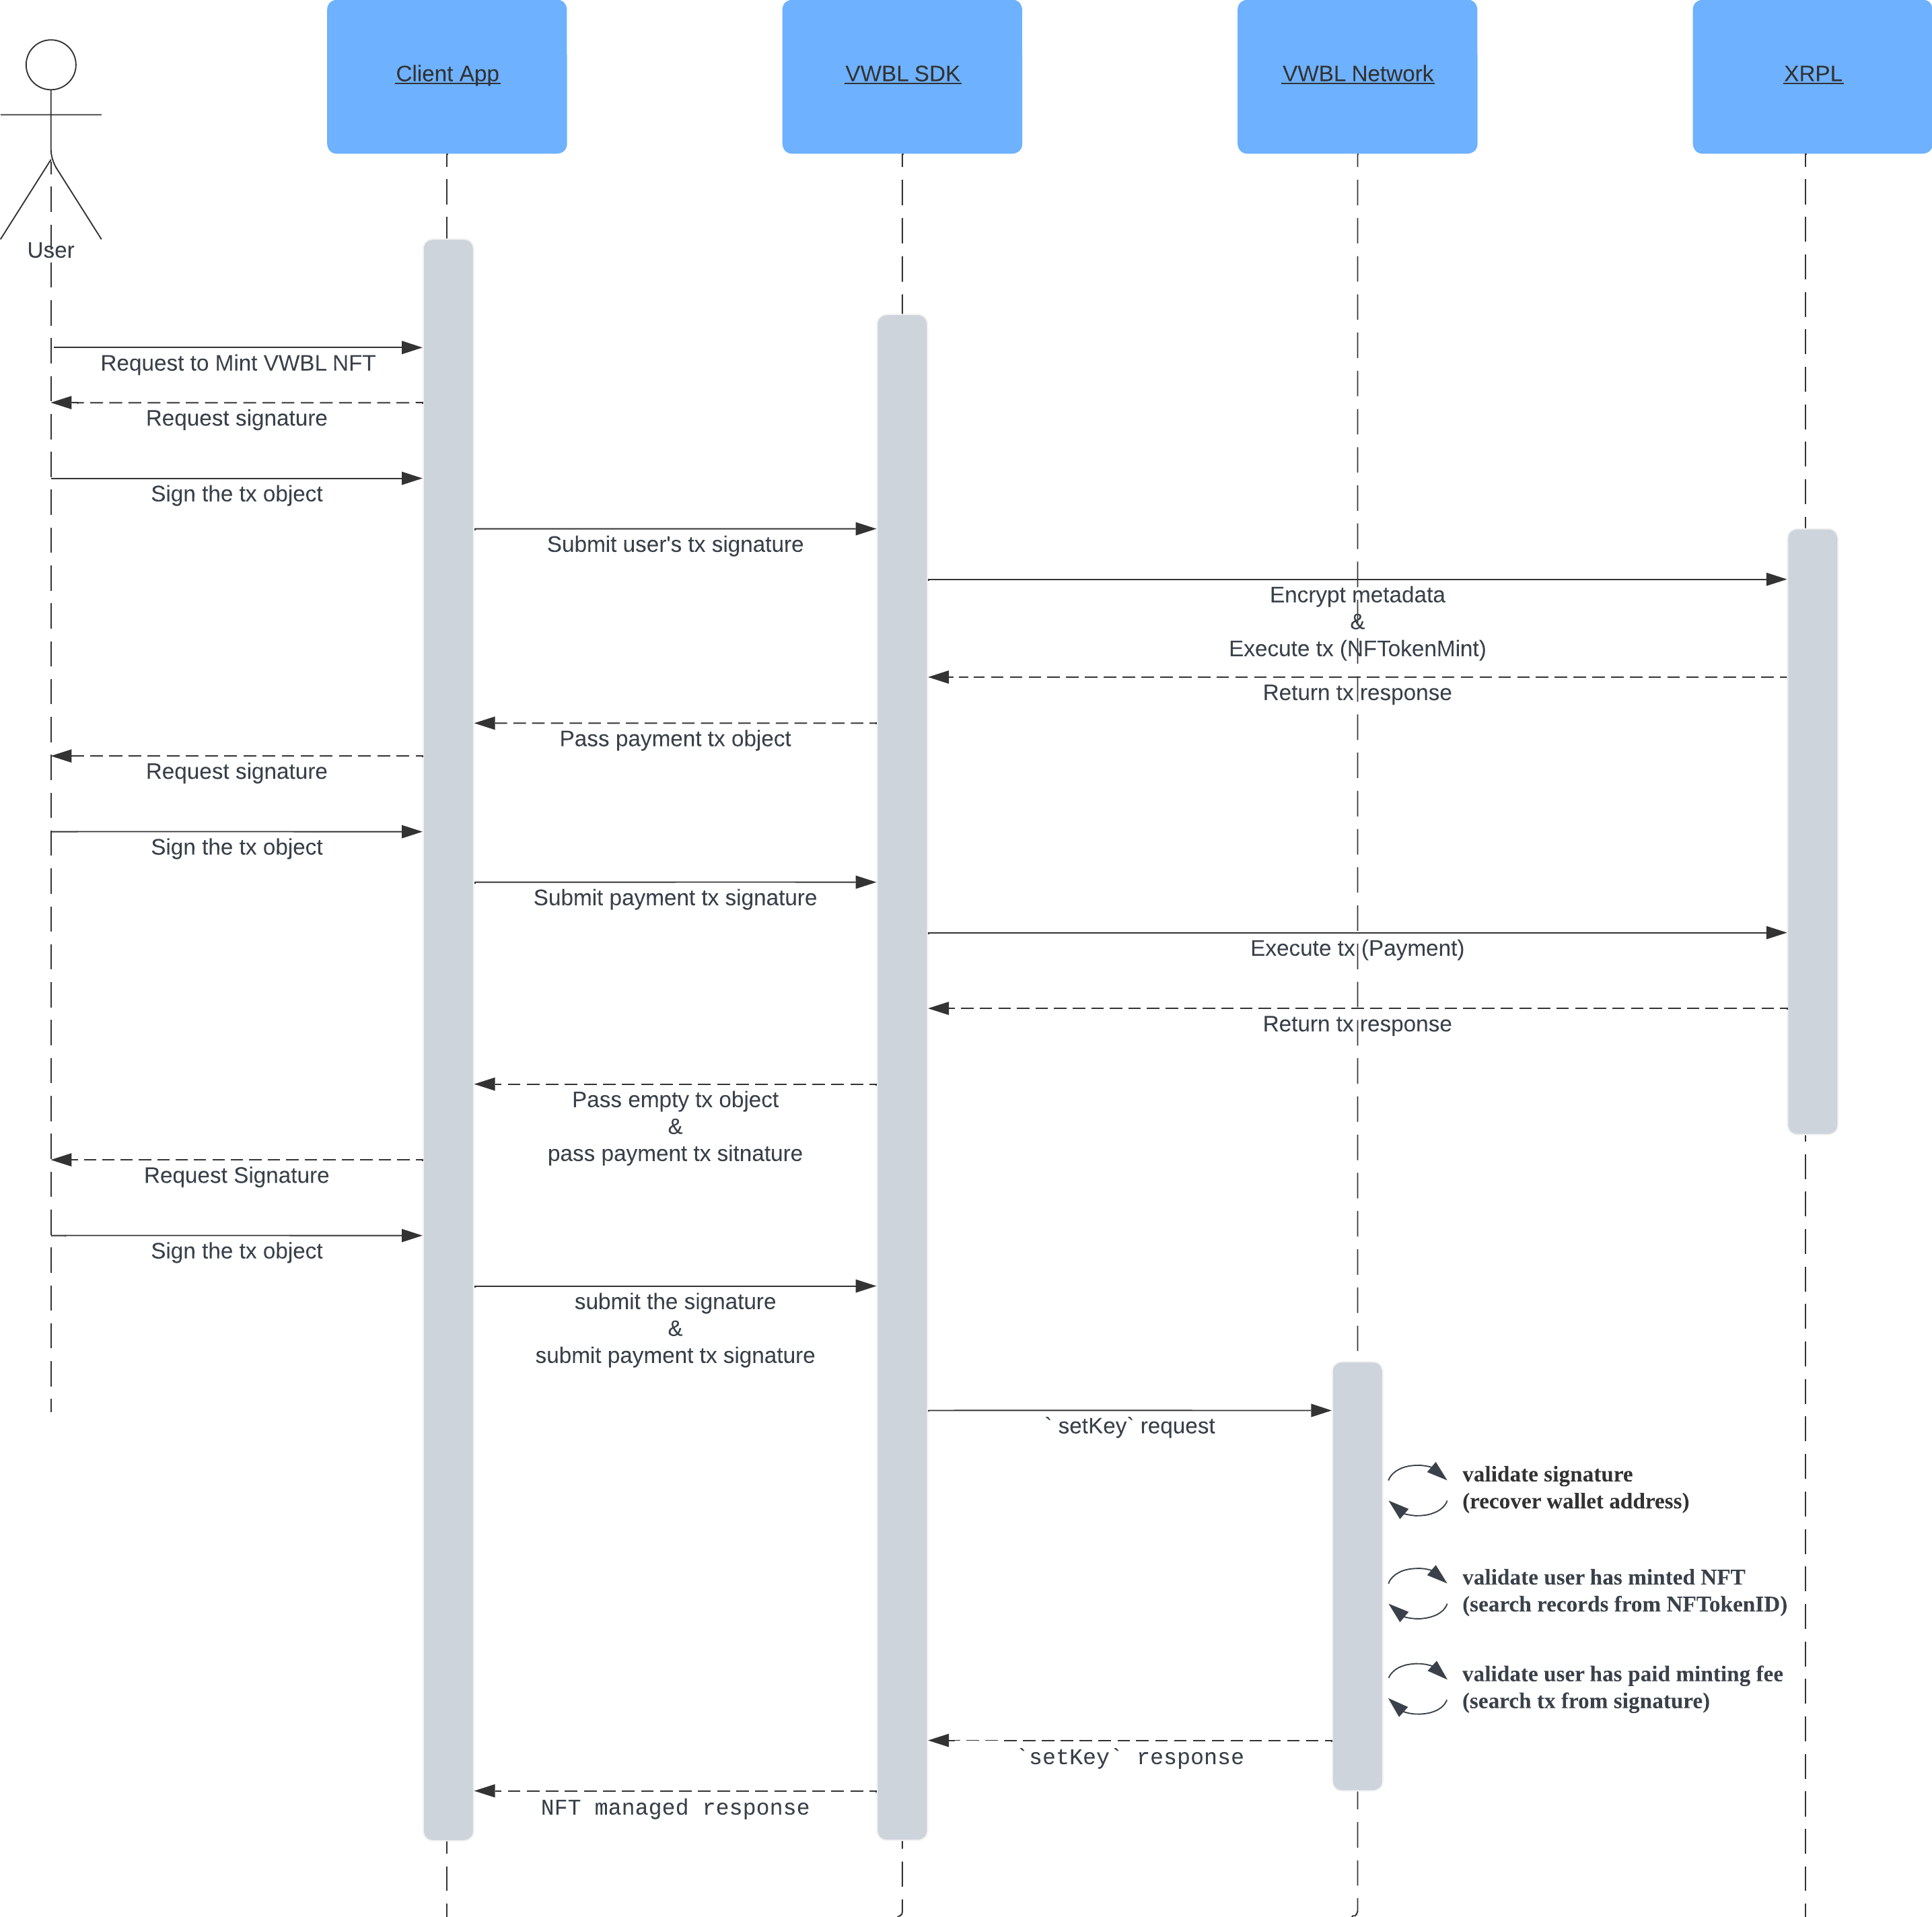 Client App
VWBL SDK
VWBL Network
XRPL
User
Request to Mint VWBL NFT
Request signature
Sign the tx object
Submit user's tx signature
Encrypt metadata
&
Execute tx (NFTokenMint)
Return tx response
Pass payment tx object
Request signature
Sign the tx object
Submit payment tx signature
Execute tx (Payment)
Return tx response
Pass empty tx object
&
pass payment tx sitnature
Request Signature
Sign the tx object
submit the signature
&
submit payment tx signature
` setKey` request
validate signature
(recover wallet address)
validate user has minted NFT
(search records from NFTokenID)
validate user has paid minting fee
(search tx from signature)
`setKey` response
NFT managed response